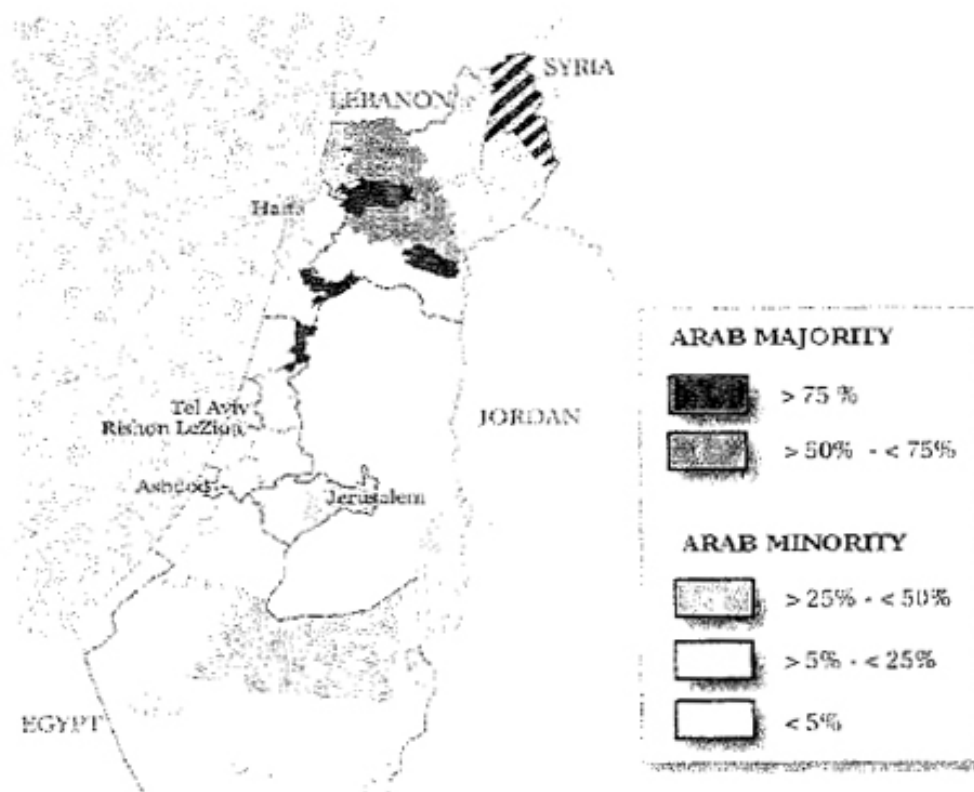 SYRIA
LEBANON
Haifa
Tel Aviv
Rishon LeZion
JORDAN
Ashdod
Jerusalem
EGYPT
ARAB MAJORITY
> 75 %
> 50% - < 75%
ARAB MINORITY
> 25% - < 50%
> 5% - < 25%
< 5%